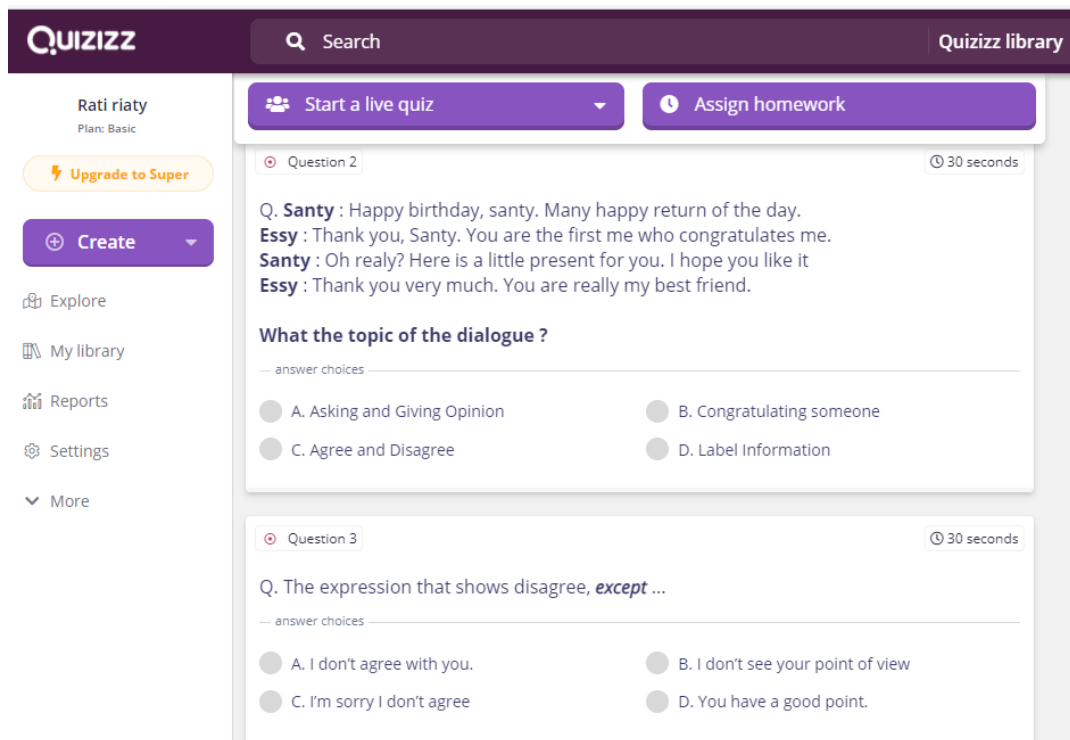 Quizizz
Search
Quizizz library
Rati riaty
Plan: Basic
Upgrade to Super
Create
Explore
My library
Reports
Settings
More
Start a live quiz
Assign homework
Question 2
30 seconds
Q. Santy : Happy birthday, santy. Many happy return of the day.
Essy : Thank you, Santy. You are the first me who congratulates me.
Santy : Oh realy? Here is a little present for you. I hope you like it
Essy : Thank you very much. You are really my best friend.
What the topic of the dialogue ?
answer choices
A. Asking and Giving Opinion
B. Congratulating someone
C. Agree and Disagree
D. Label Information
Question 3
30 seconds
Q. The expression that shows disagree, except ...
answer choices
A. I don't agree with you.
B. I don't see your point of view
C. I'm sorry I don't agree
D. You have a good point.